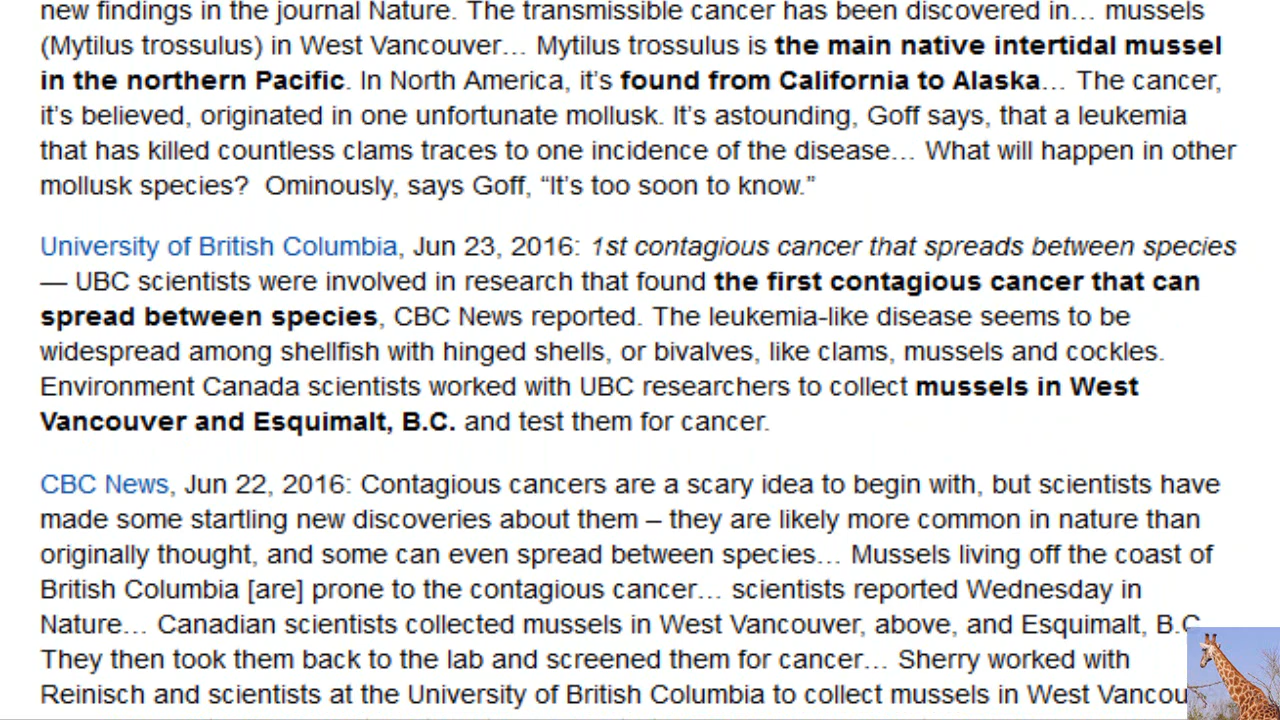 new findings in the journal Nature. The transmissible cancer has been discovered in… mussels
(Mytilus trossulus) in West Vancouver… Mytilus trossulus is the main native intertidal mussel
in the northern Pacific. In North America, it’s found from California to Alaska… The cancer,
it’s believed, originated in one unfortunate mollusk. It’s astounding, Goff says, that a leukemia
that has killed countless clams traces to one incidence of the disease… What will happen in other
mollusk species?  Ominously, says Goff, “It’s too soon to know.”
University of British Columbia, Jun 23, 2016: 1st contagious cancer that spreads between species
— UBC scientists were involved in research that found the first contagious cancer that can
spread between species, CBC News reported. The leukemia-like disease seems to be
widespread among shellfish with hinged shells, or bivalves, like clams, mussels and cockles.
Environment Canada scientists worked with UBC researchers to collect mussels in West
Vancouver and Esquimalt, B.C. and test them for cancer.
CBC News, Jun 22, 2016: Contagious cancers are a scary idea to begin with, but scientists have
made some startling new discoveries about them – they are likely more common in nature than
originally thought, and some can even spread between species… Mussels living off the coast of
British Columbia [are] prone to the contagious cancer… scientists reported Wednesday in
Nature… Canadian scientists collected mussels in West Vancouver, above, and Esquimalt, B.C
They then took them back to the lab and screened them for cancer… Sherry worked with
Reinisch and scientists at the University of British Columbia to collect mussels in West Vancou